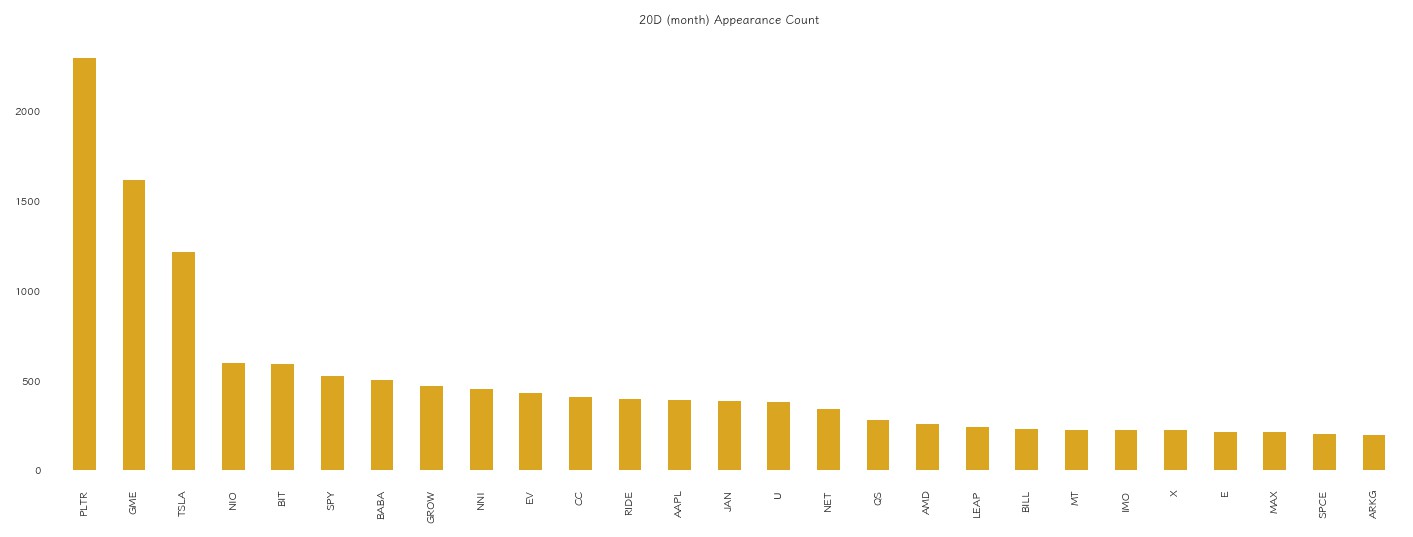 20D (month) Appearance Count
2000
1500
1000
500
0
PLTR
GME
TSLA
NIO
BIT
SPY
BABA
GROW
NNI
EV
CC
RIDE
AAPL
JAN
U
NET
QS
AMD
LEAP
BILL
MT
IMO
X
E
MAX
SPCE
ARKG